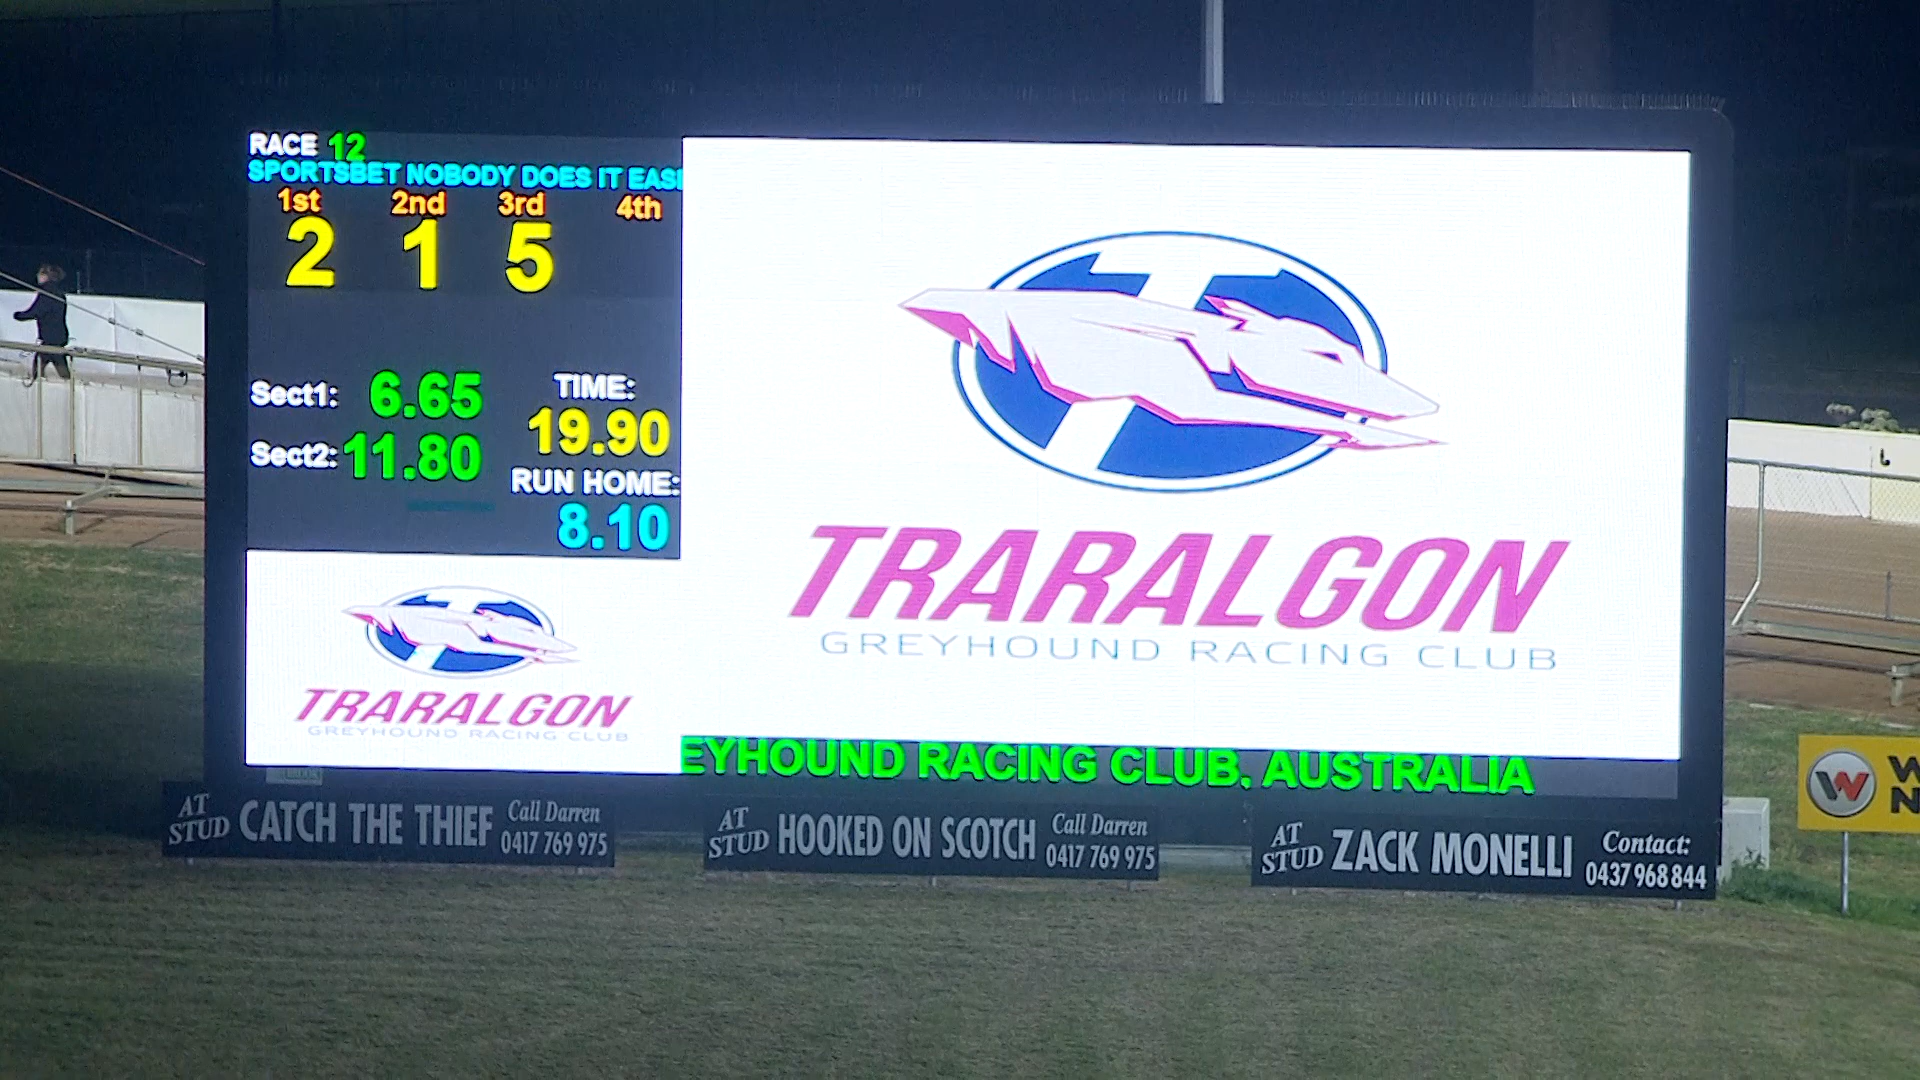 RACE 12
SPORTSBET NOBODY DOES IT EASI
1st 2nd 3rd 4th
2 1 5
Sect1: 6.65
Sect2: 11.80
TIME:
19.90
RUN HOME:
8.10
TRARALGON
GREYHOUND RACING CLUB
TRARALGON
GREYHOUND RACING CLUB
EYHOUND RACING CLUB, AUSTRALIA
AT STUD CATCH THE THIEF Call Darren 0417 769 975
AT STUD HOOKED ON SCOTCH Call Darren 0417 769 975
AT STUD ZACK MONELLI Contact: 0437 968 844
W
N